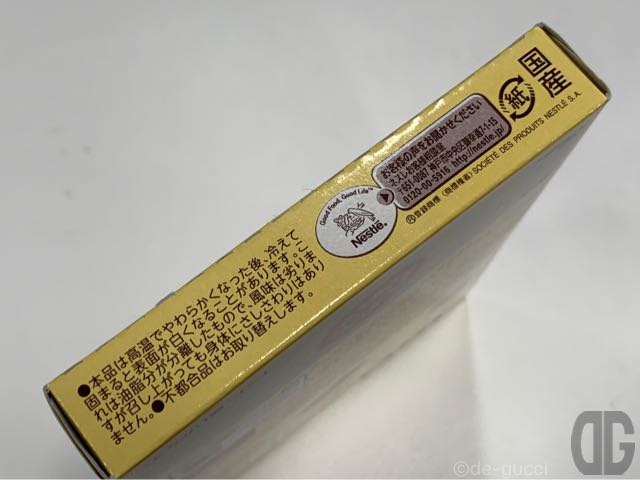 ●本品は高温でやわらかくなった後、冷えて
固まると表面が白くなることがあります。こ
れは油脂分が分離したもので、風味は劣りま
すが召し上がっても身体にさしさわりはあり
ません。●不都合品はお取り替えします。
Good Food, Good Life™
Nestlé®
お客様の声をお聞かせください
ネスレお客様相談室
〒651-0087 神戸市中央区御幸通7-1-15
0120-00-5916 http://nestle.jp/
Ⓡ登録商標(商標権者) SOCIÉTÉ DES PRODUITS NESTLÉ S.A.
紙
国産
©de-gucci
DG